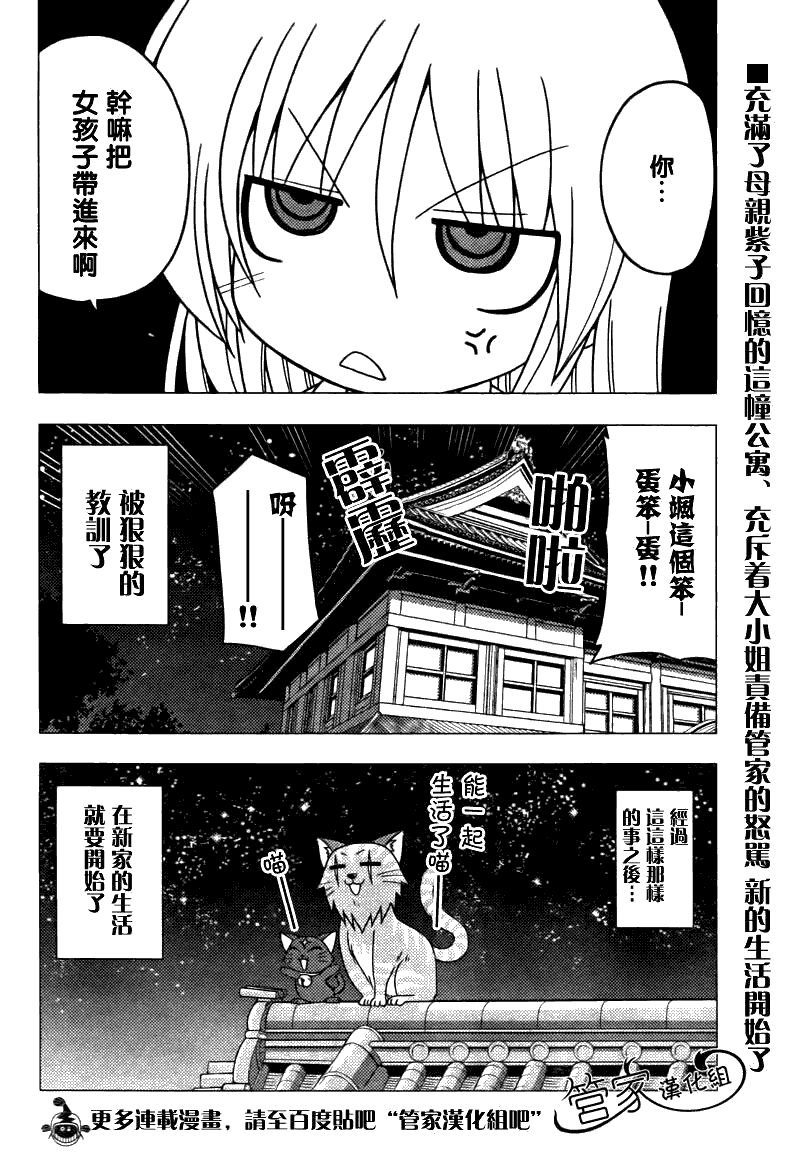 ■充滿了母親紫子回憶的這幢公寓、充斥着大小姐責備管家的怒罵 新的生活開始了
你…
幹嘛把
女孩子帶進來啊
小颯這個笨—
蛋笨—蛋!!
啪啦
霹靂
呀
——!!
被狠狠的
教訓了
經過
這這樣那樣
的事之後…
能一起
生活了喵
喵
在新家的生活
就要開始了
管家
漢化組
更多連載漫畫，請至百度貼吧“管家漢化組吧”